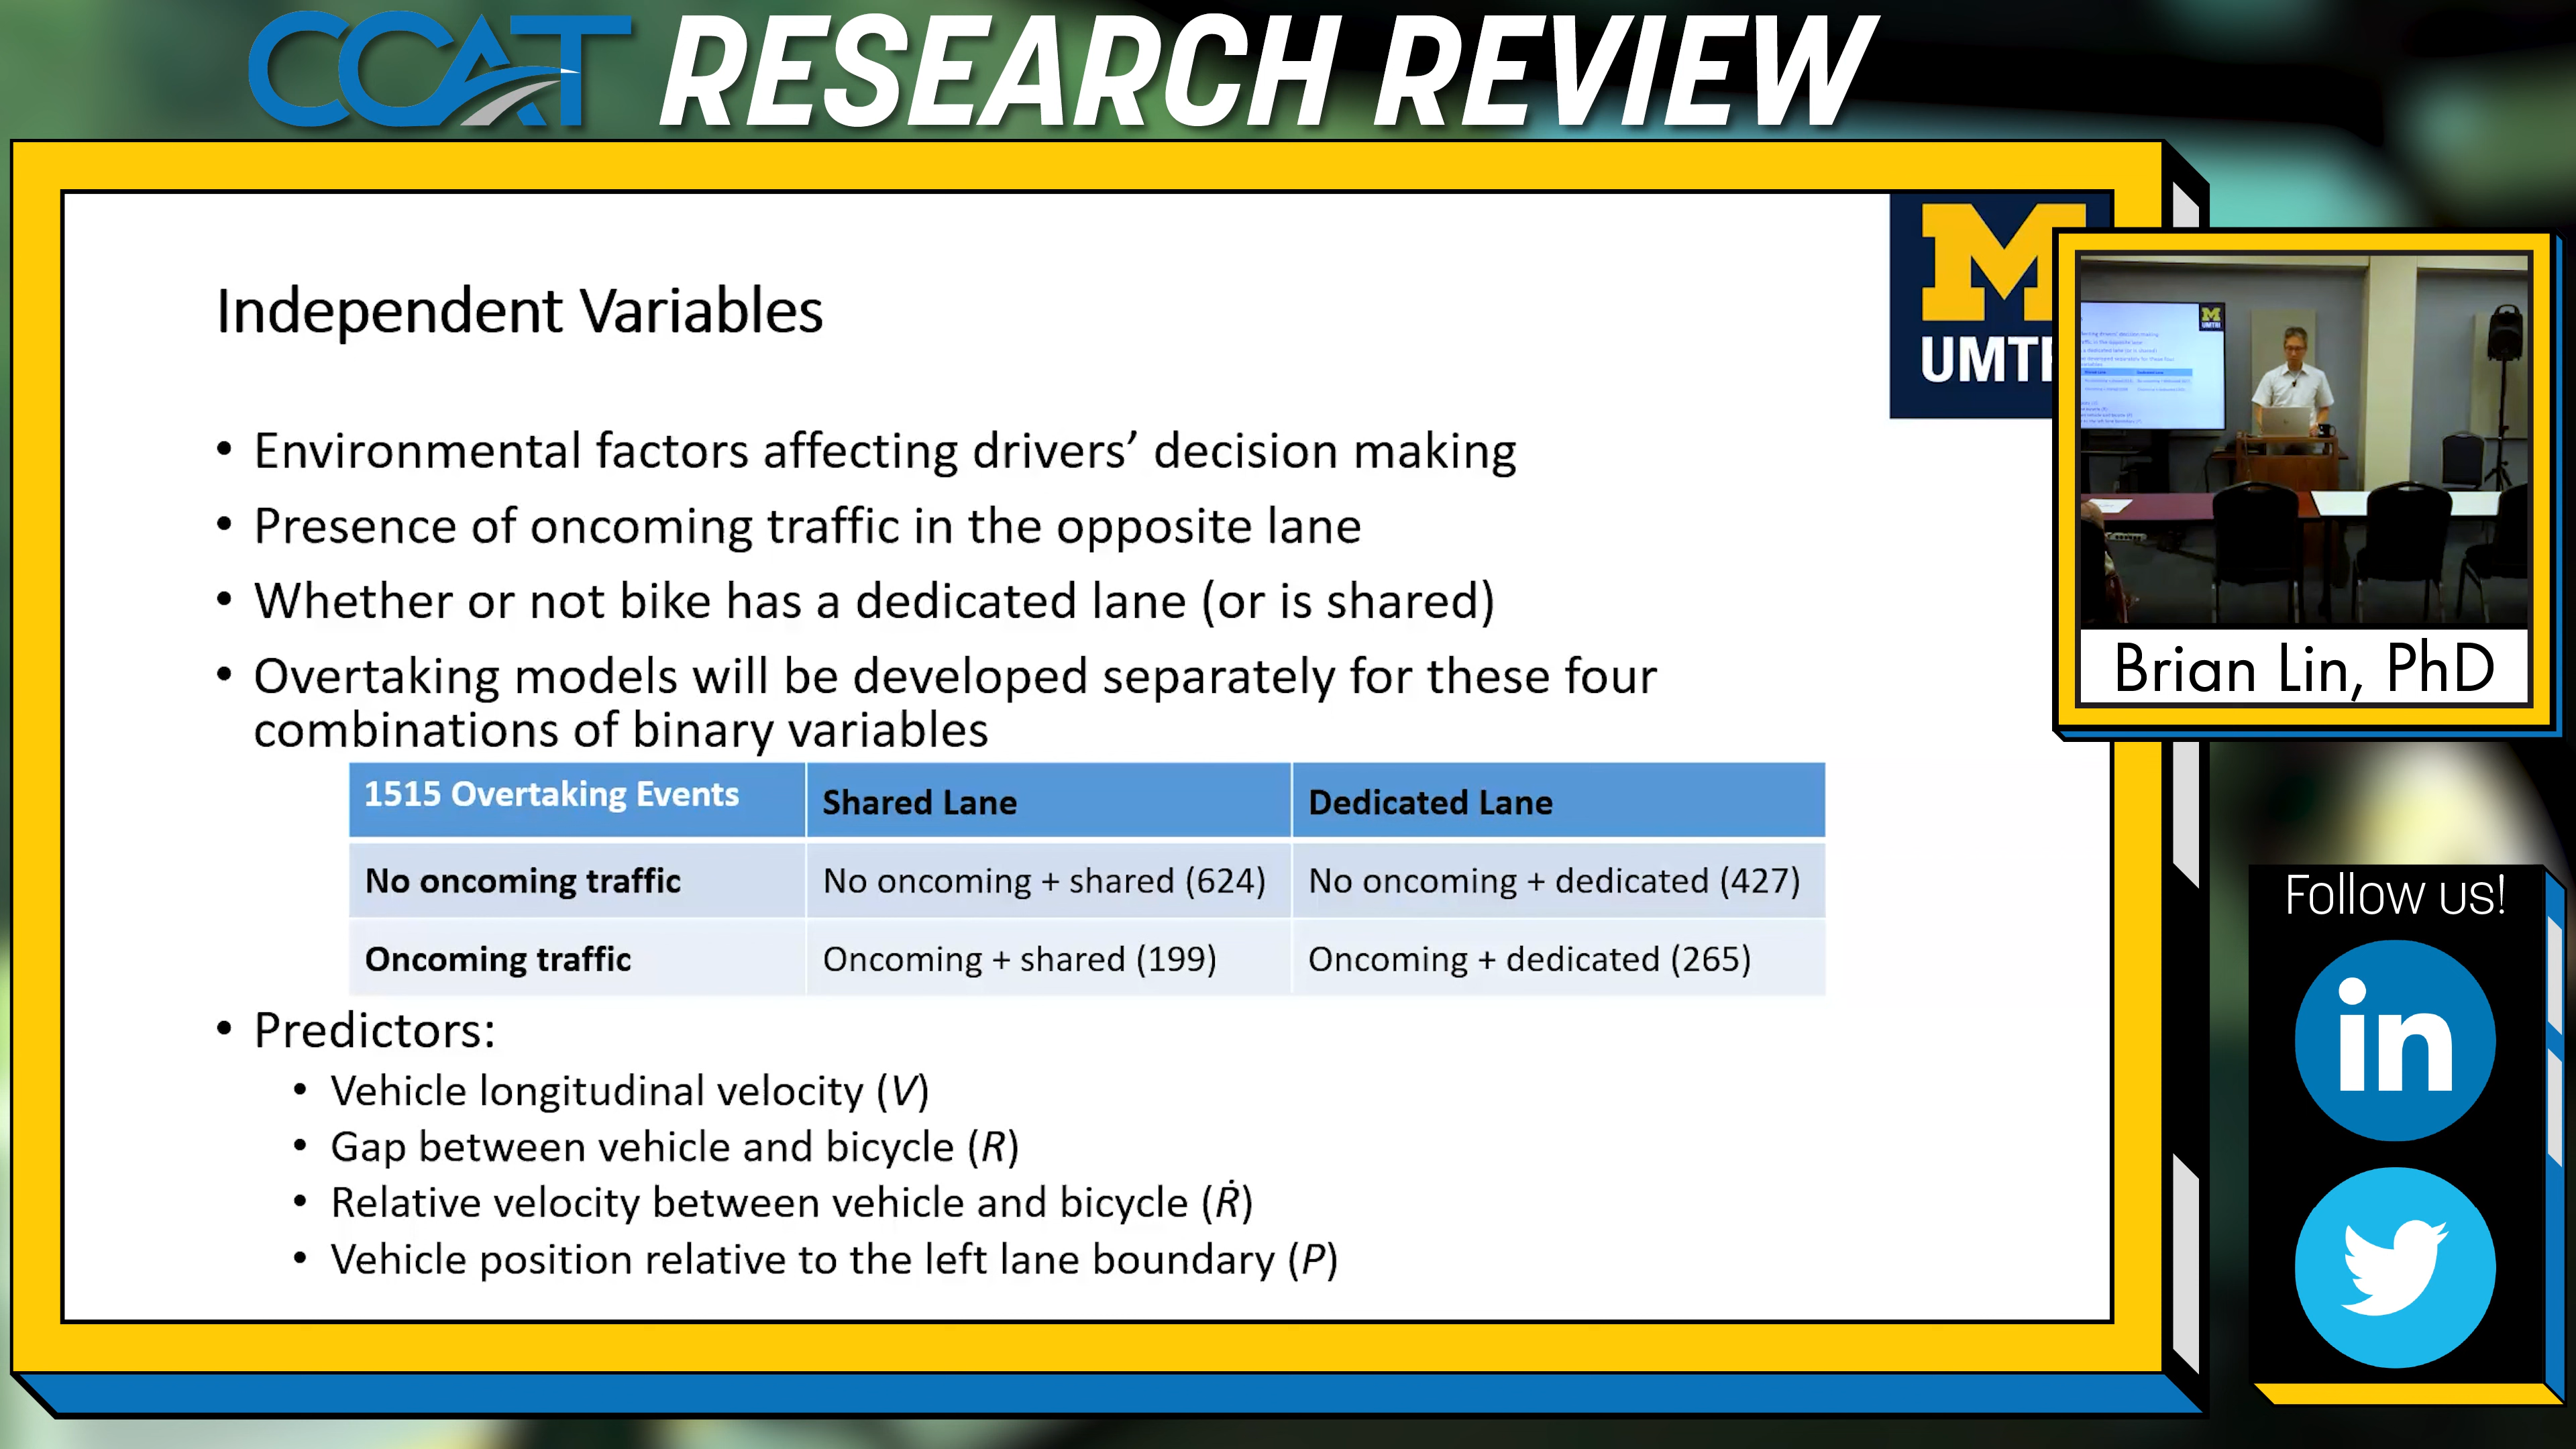 CCAT RESEARCH REVIEW
M
UMTR
Independent Variables
• Environmental factors affecting drivers’ decision making
• Presence of oncoming traffic in the opposite lane
• Whether or not bike has a dedicated lane (or is shared)
• Overtaking models will be developed separately for these four
combinations of binary variables
1515 Overtaking Events Shared Lane Dedicated Lane
No oncoming traffic No oncoming + shared (624) No oncoming + dedicated (427)
Oncoming traffic Oncoming + shared (199) Oncoming + dedicated (265)
• Predictors:
• Vehicle longitudinal velocity (V)
• Gap between vehicle and bicycle (R)
• Relative velocity between vehicle and bicycle (Ṙ)
• Vehicle position relative to the left lane boundary (P)
Brian Lin, PhD
Follow us!
in